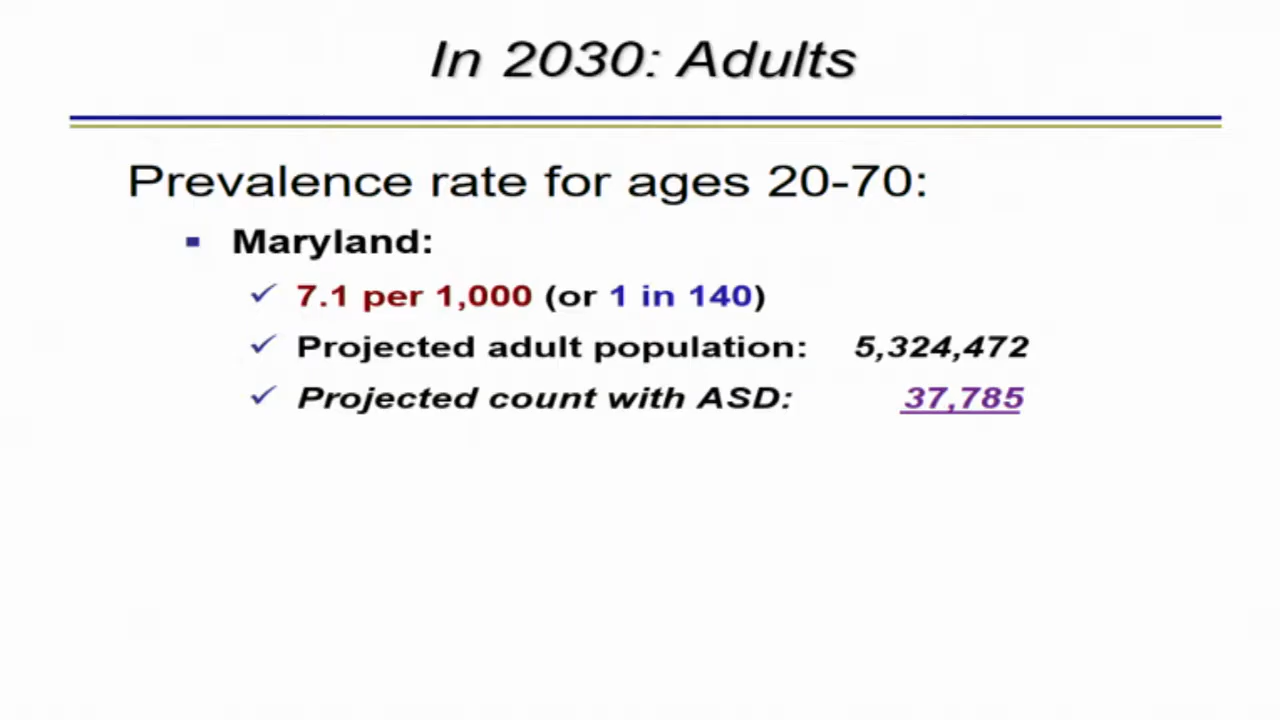 In 2030: Adults
Prevalence rate for ages 20-70:
Maryland:
7.1 per 1,000 (or 1 in 140)
Projected adult population: 5,324,472
Projected count with ASD: 37,785